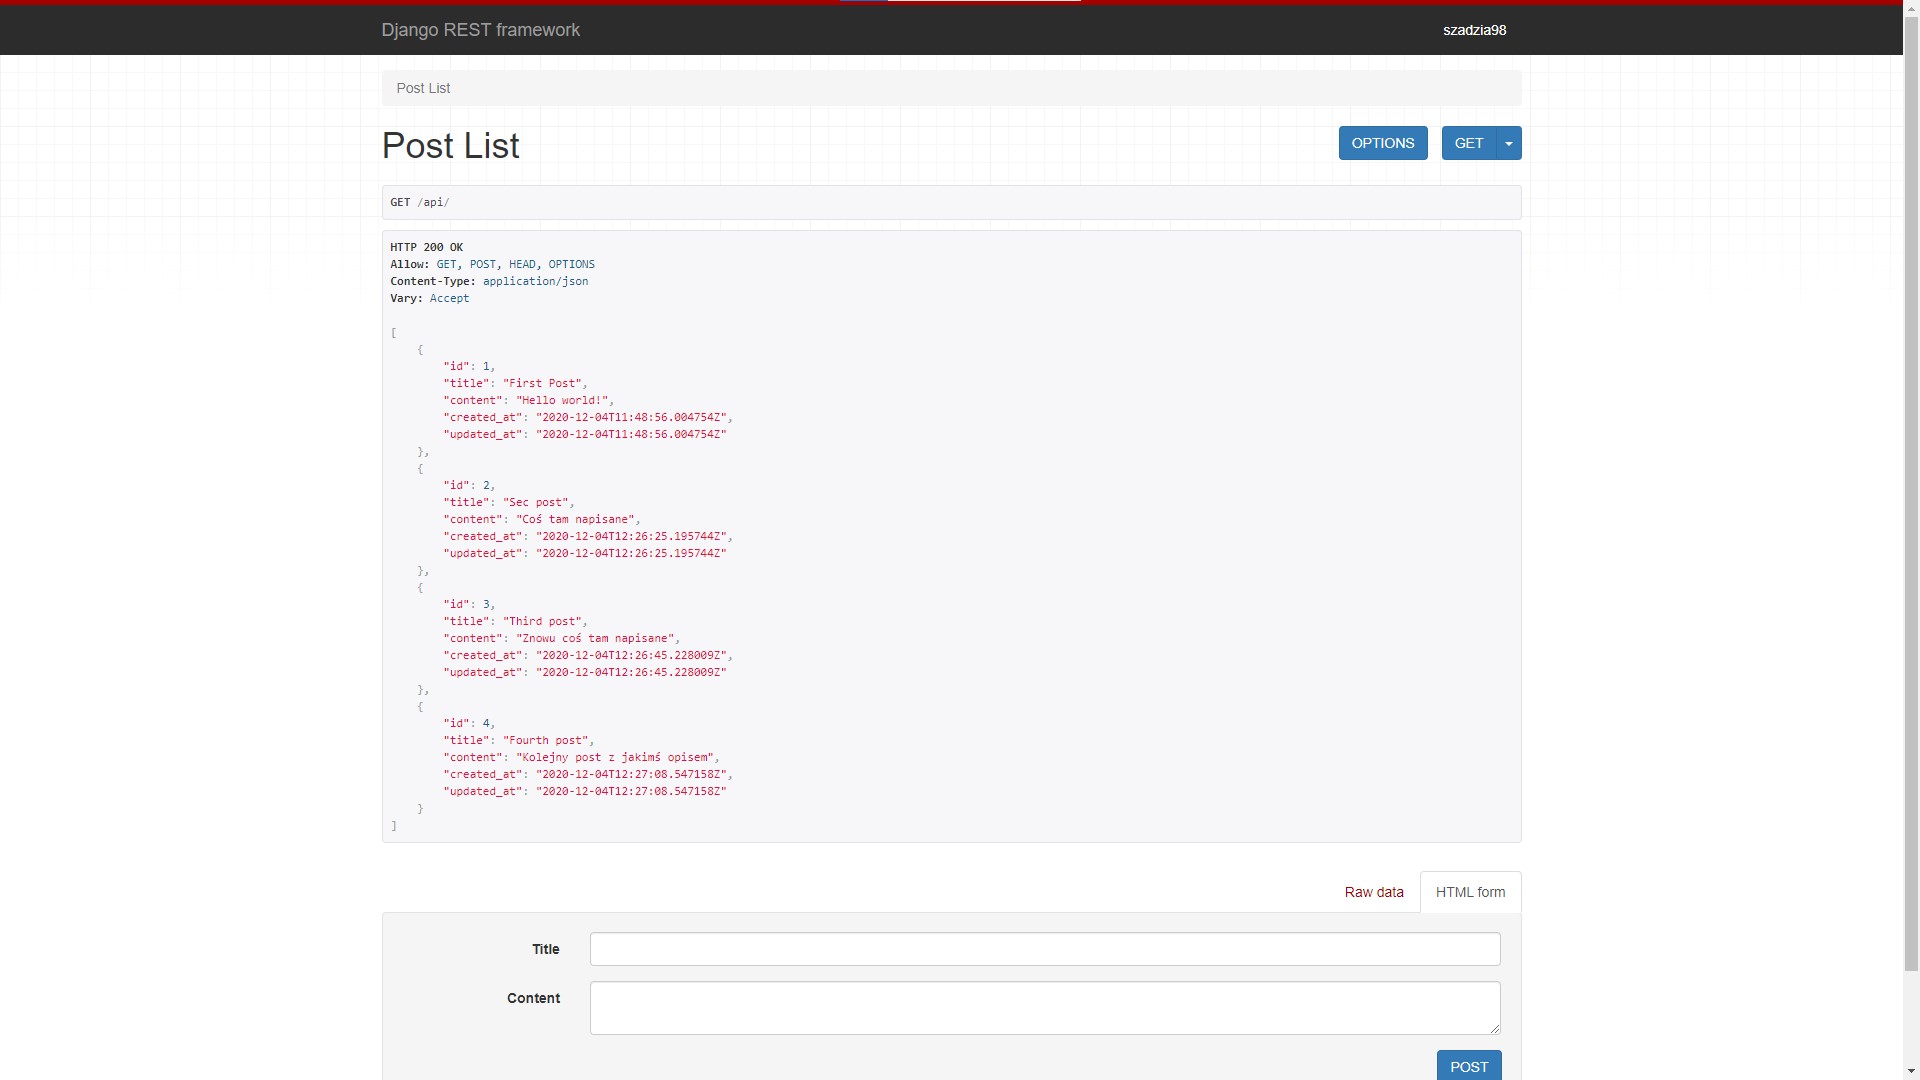 Django REST framework
szadzia98
Post List
Post List
OPTIONS
GET
GET /api/
HTTP 200 OK
Allow: GET, POST, HEAD, OPTIONS
Content-Type: application/json
Vary: Accept
[
    {
        "id": 1,
        "title": "First Post",
        "content": "Hello world!",
        "created_at": "2020-12-04T11:48:56.004754Z",
        "updated_at": "2020-12-04T11:48:56.004754Z"
    },
    {
        "id": 2,
        "title": "Sec post",
        "content": "Coś tam napisane",
        "created_at": "2020-12-04T12:26:25.195744Z",
        "updated_at": "2020-12-04T12:26:25.195744Z"
    },
    {
        "id": 3,
        "title": "Third post",
        "content": "Znowu coś tam napisane",
        "created_at": "2020-12-04T12:26:45.228009Z",
        "updated_at": "2020-12-04T12:26:45.228009Z"
    },
    {
        "id": 4,
        "title": "Fourth post",
        "content": "Kolejny post z jakimś opisem",
        "created_at": "2020-12-04T12:27:08.547158Z",
        "updated_at": "2020-12-04T12:27:08.547158Z"
    }
]
Raw data
HTML form
Title
Content
POST